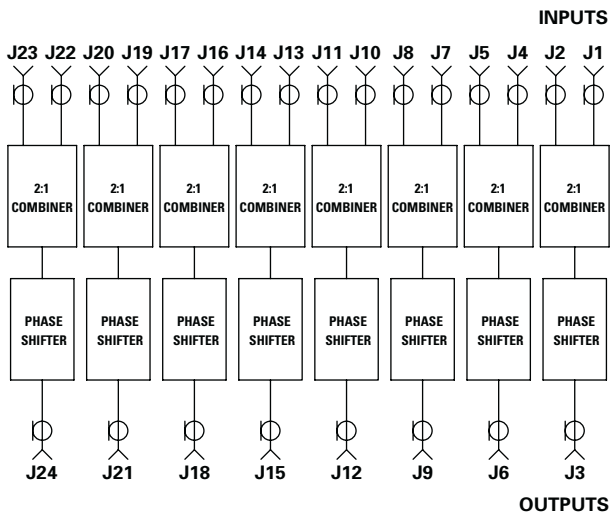 INPUTS
J23 J22 J20 J19 J17 J16 J14 J13 J11 J10 J8 J7 J5 J4 J2 J1
2:1 2:1 2:1 2:1 2:1 2:1 2:1 2:1
COMBINER COMBINER COMBINER COMBINER COMBINER COMBINER COMBINER COMBINER
PHASE PHASE PHASE PHASE PHASE PHASE PHASE PHASE
SHIFTER SHIFTER SHIFTER SHIFTER SHIFTER SHIFTER SHIFTER SHIFTER
J24 J21 J18 J15 J12 J9 J6 J3
OUTPUTS